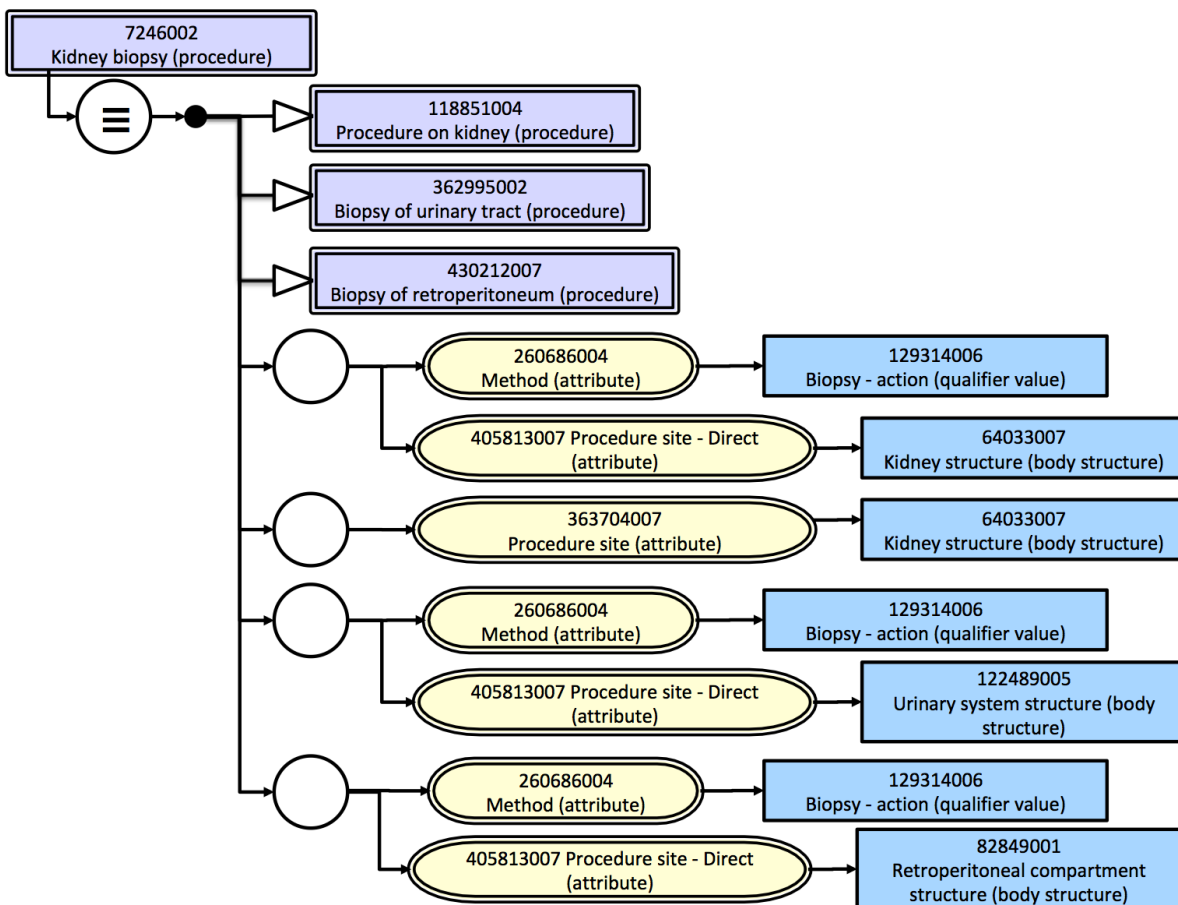 7246002
Kidney biopsy (procedure)
118851004
Procedure on kidney (procedure)
362995002
Biopsy of urinary tract (procedure)
430212007
Biopsy of retroperitoneum (procedure)
260686004
Method (attribute)
129314006
Biopsy - action (qualifier value)
405813007 Procedure site - Direct
(attribute)
64033007
Kidney structure (body structure)
363704007
Procedure site (attribute)
64033007
Kidney structure (body structure)
260686004
Method (attribute)
129314006
Biopsy - action (qualifier value)
405813007 Procedure site - Direct
(attribute)
122489005
Urinary system structure (body
structure)
260686004
Method (attribute)
129314006
Biopsy - action (qualifier value)
405813007 Procedure site - Direct
(attribute)
82849001
Retroperitoneal compartment
structure (body structure)